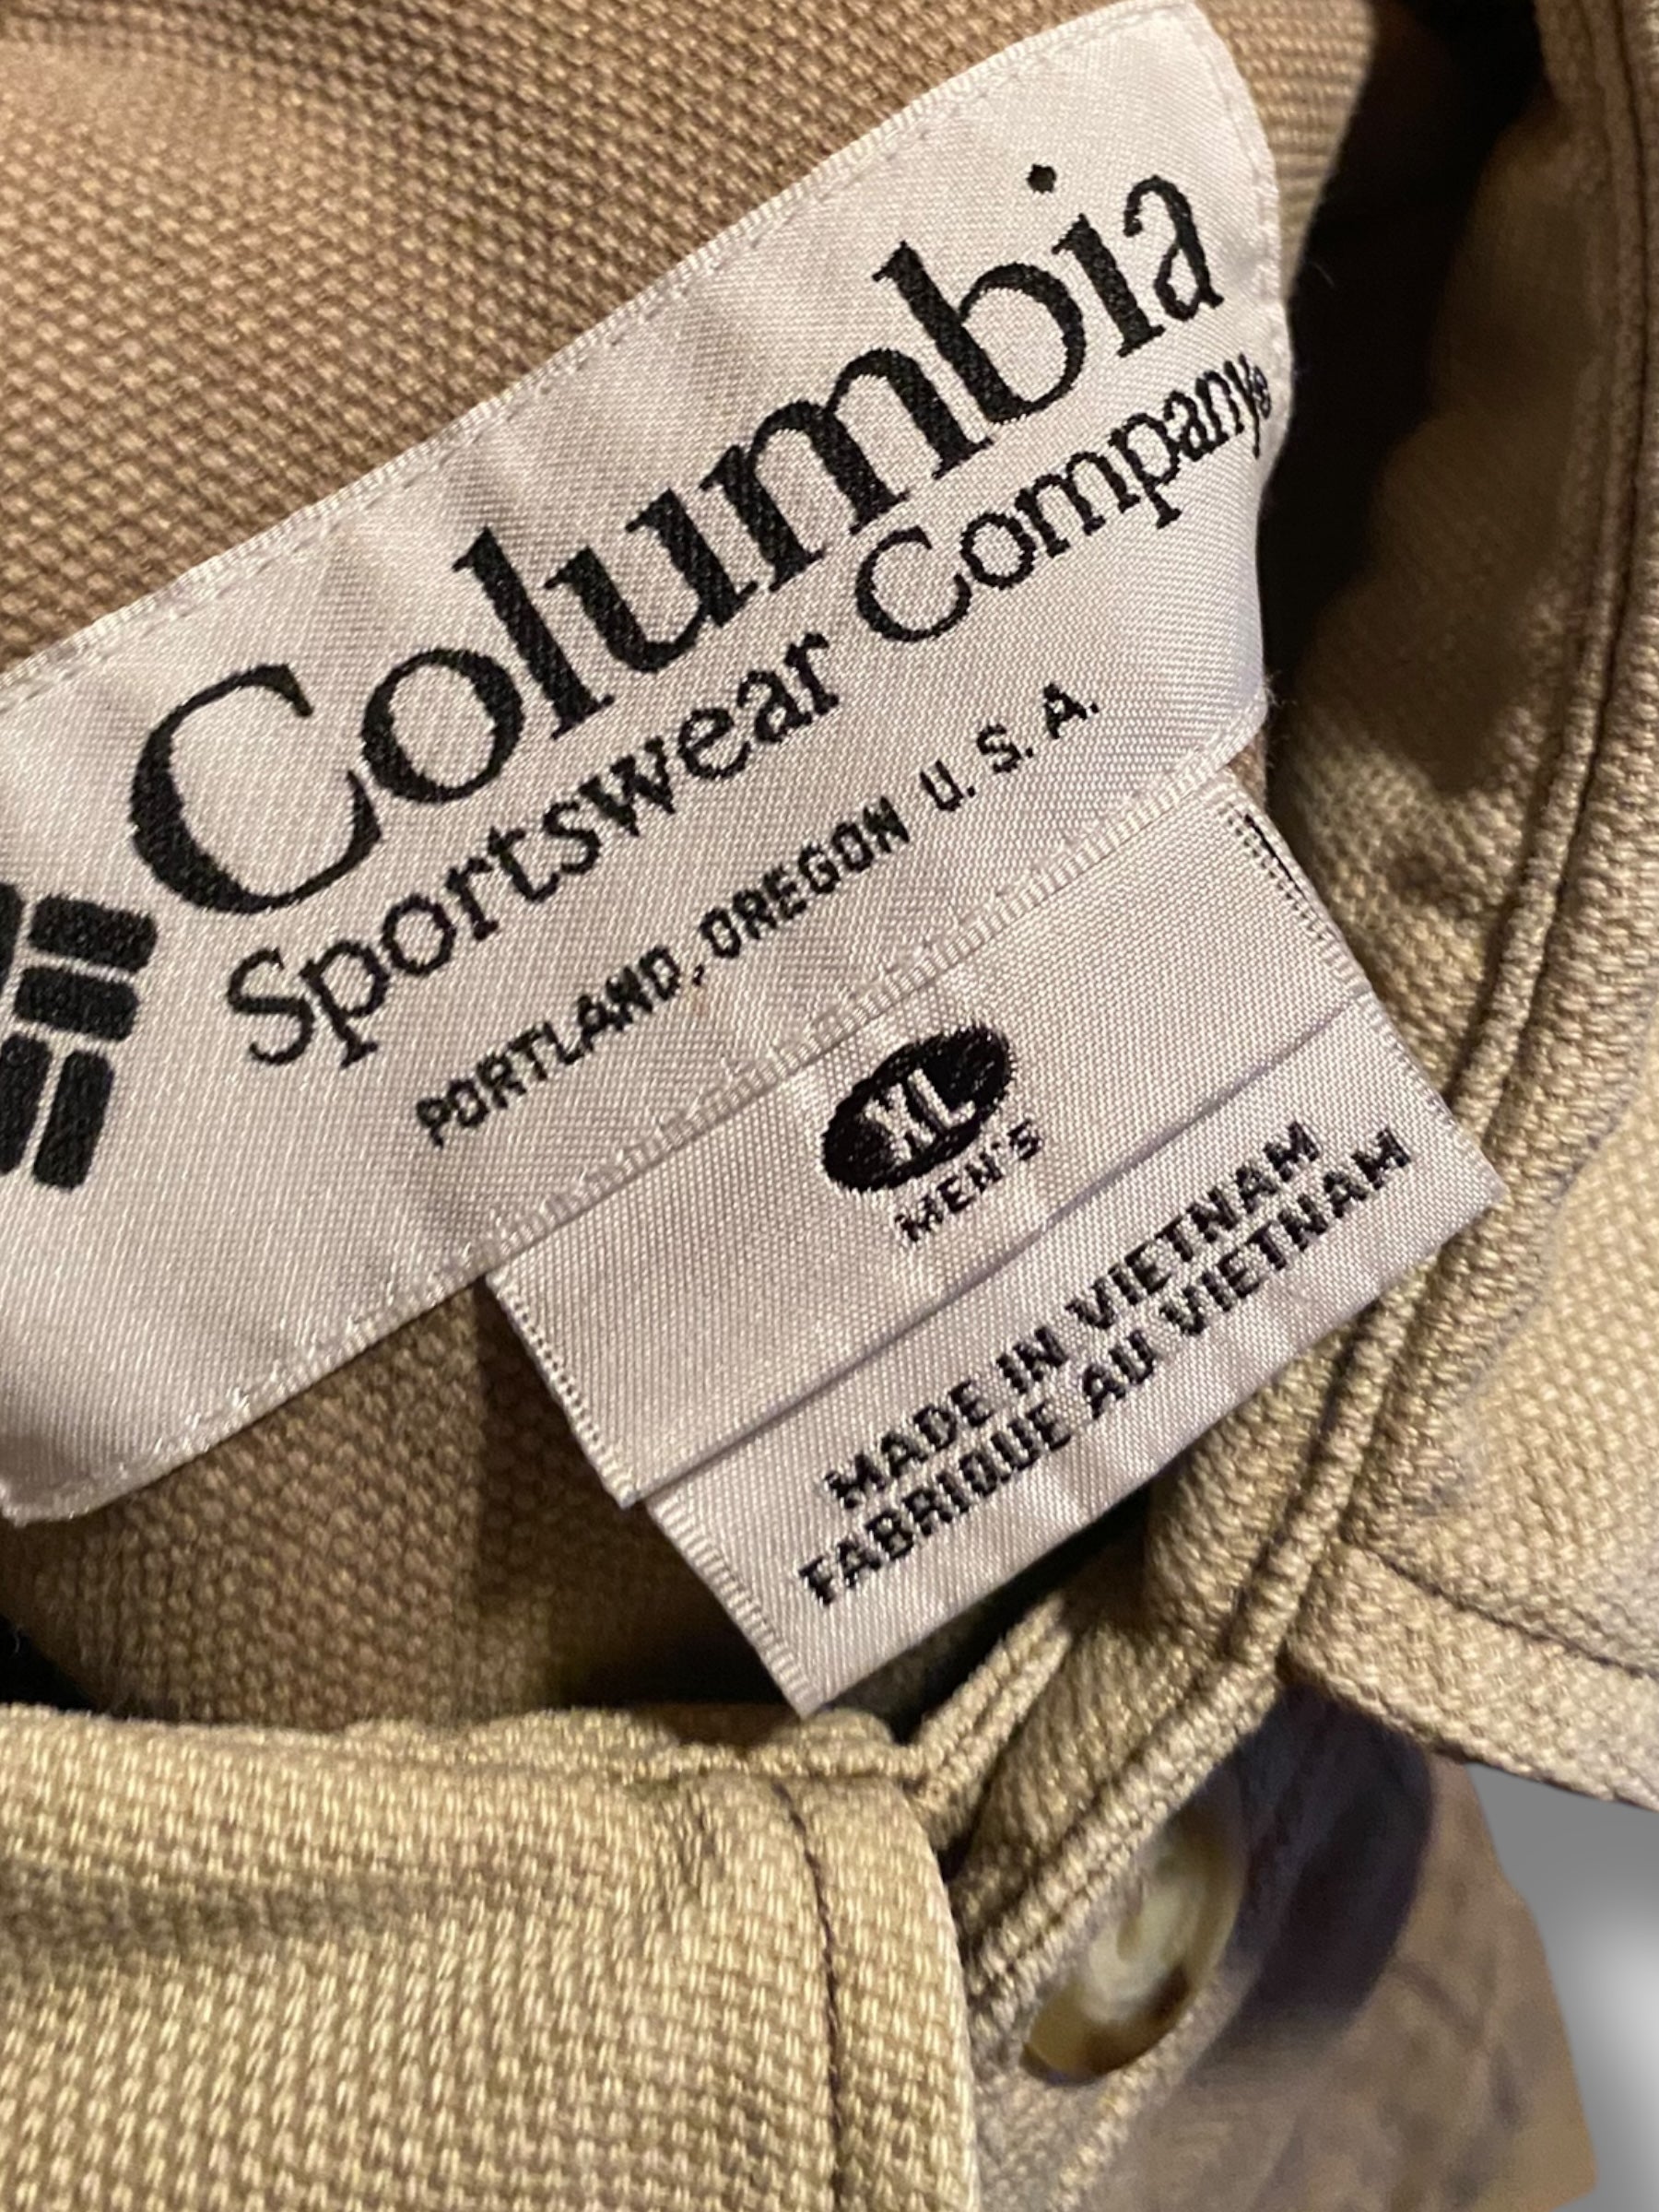 Columbia
Sportswear Company®
PORTLAND, OREGON U.S.A.
XL
MEN'S
MADE IN VIETNAM
FABRIQUE AU VIETNAM